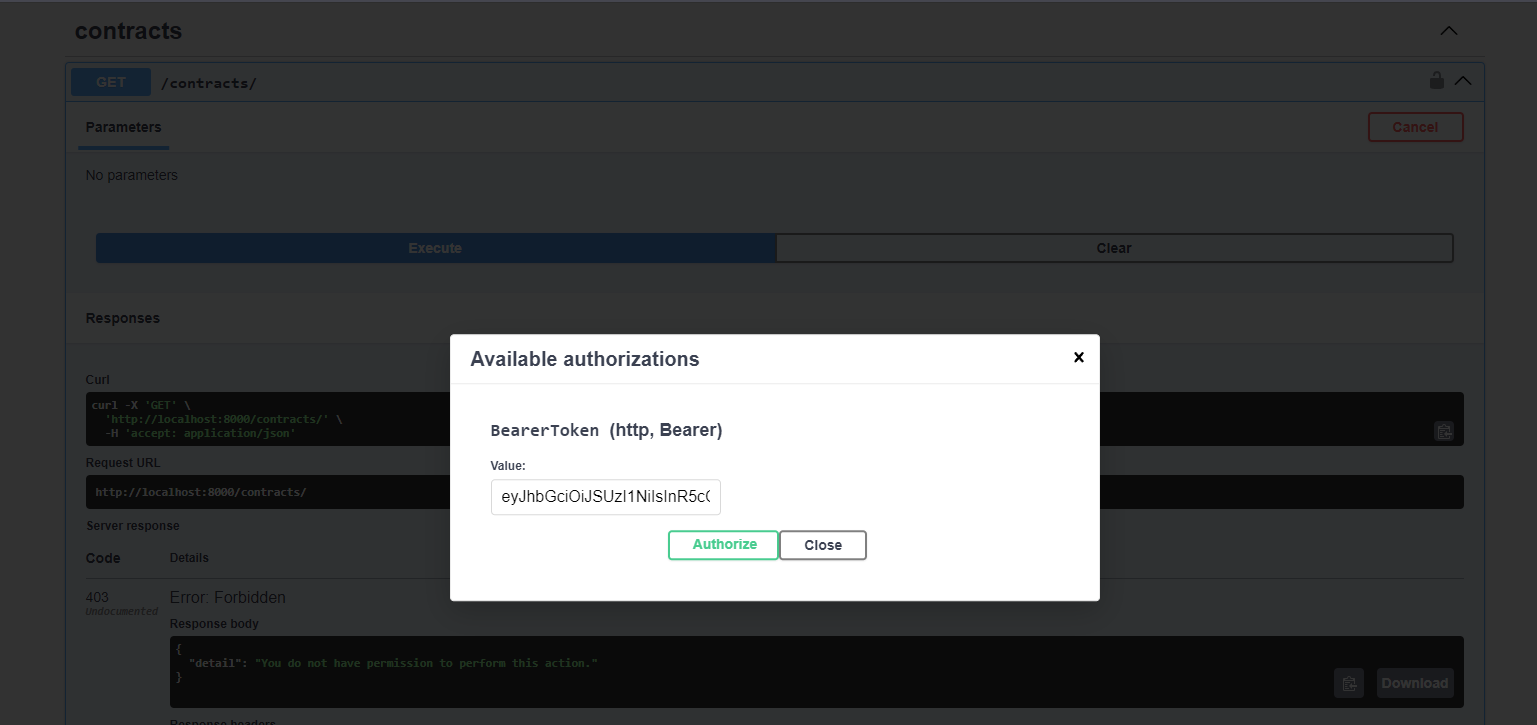 contracts
GET /contracts/
Parameters
Cancel
No parameters
Execute
Clear
Responses
Available authorizations
BearerToken (http, Bearer)
Value:
eyJhbGciOiJSUzI1NiIsInR5c
Authorize
Close
Curl
curl -X 'GET' \
'http://localhost:8000/contracts/' \
-H 'accept: application/json'
Request URL
http://localhost:8000/contracts/
Server response
Code Details
403 Error: Forbidden
Undocumented
Response body
{
"detail": "You do not have permission to perform this action."
}
Download
Response headers